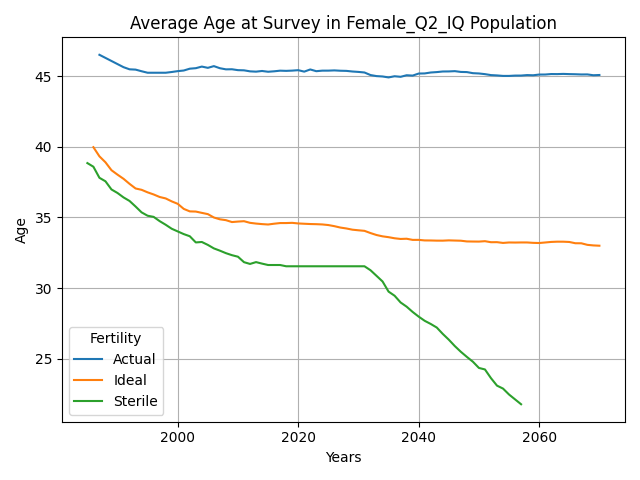 Average Age at Survey in Female_Q2_IQ Population
Age
45
40
35
30
25
Fertility
Actual
Ideal
Sterile
2000
2020
2040
2060
Years